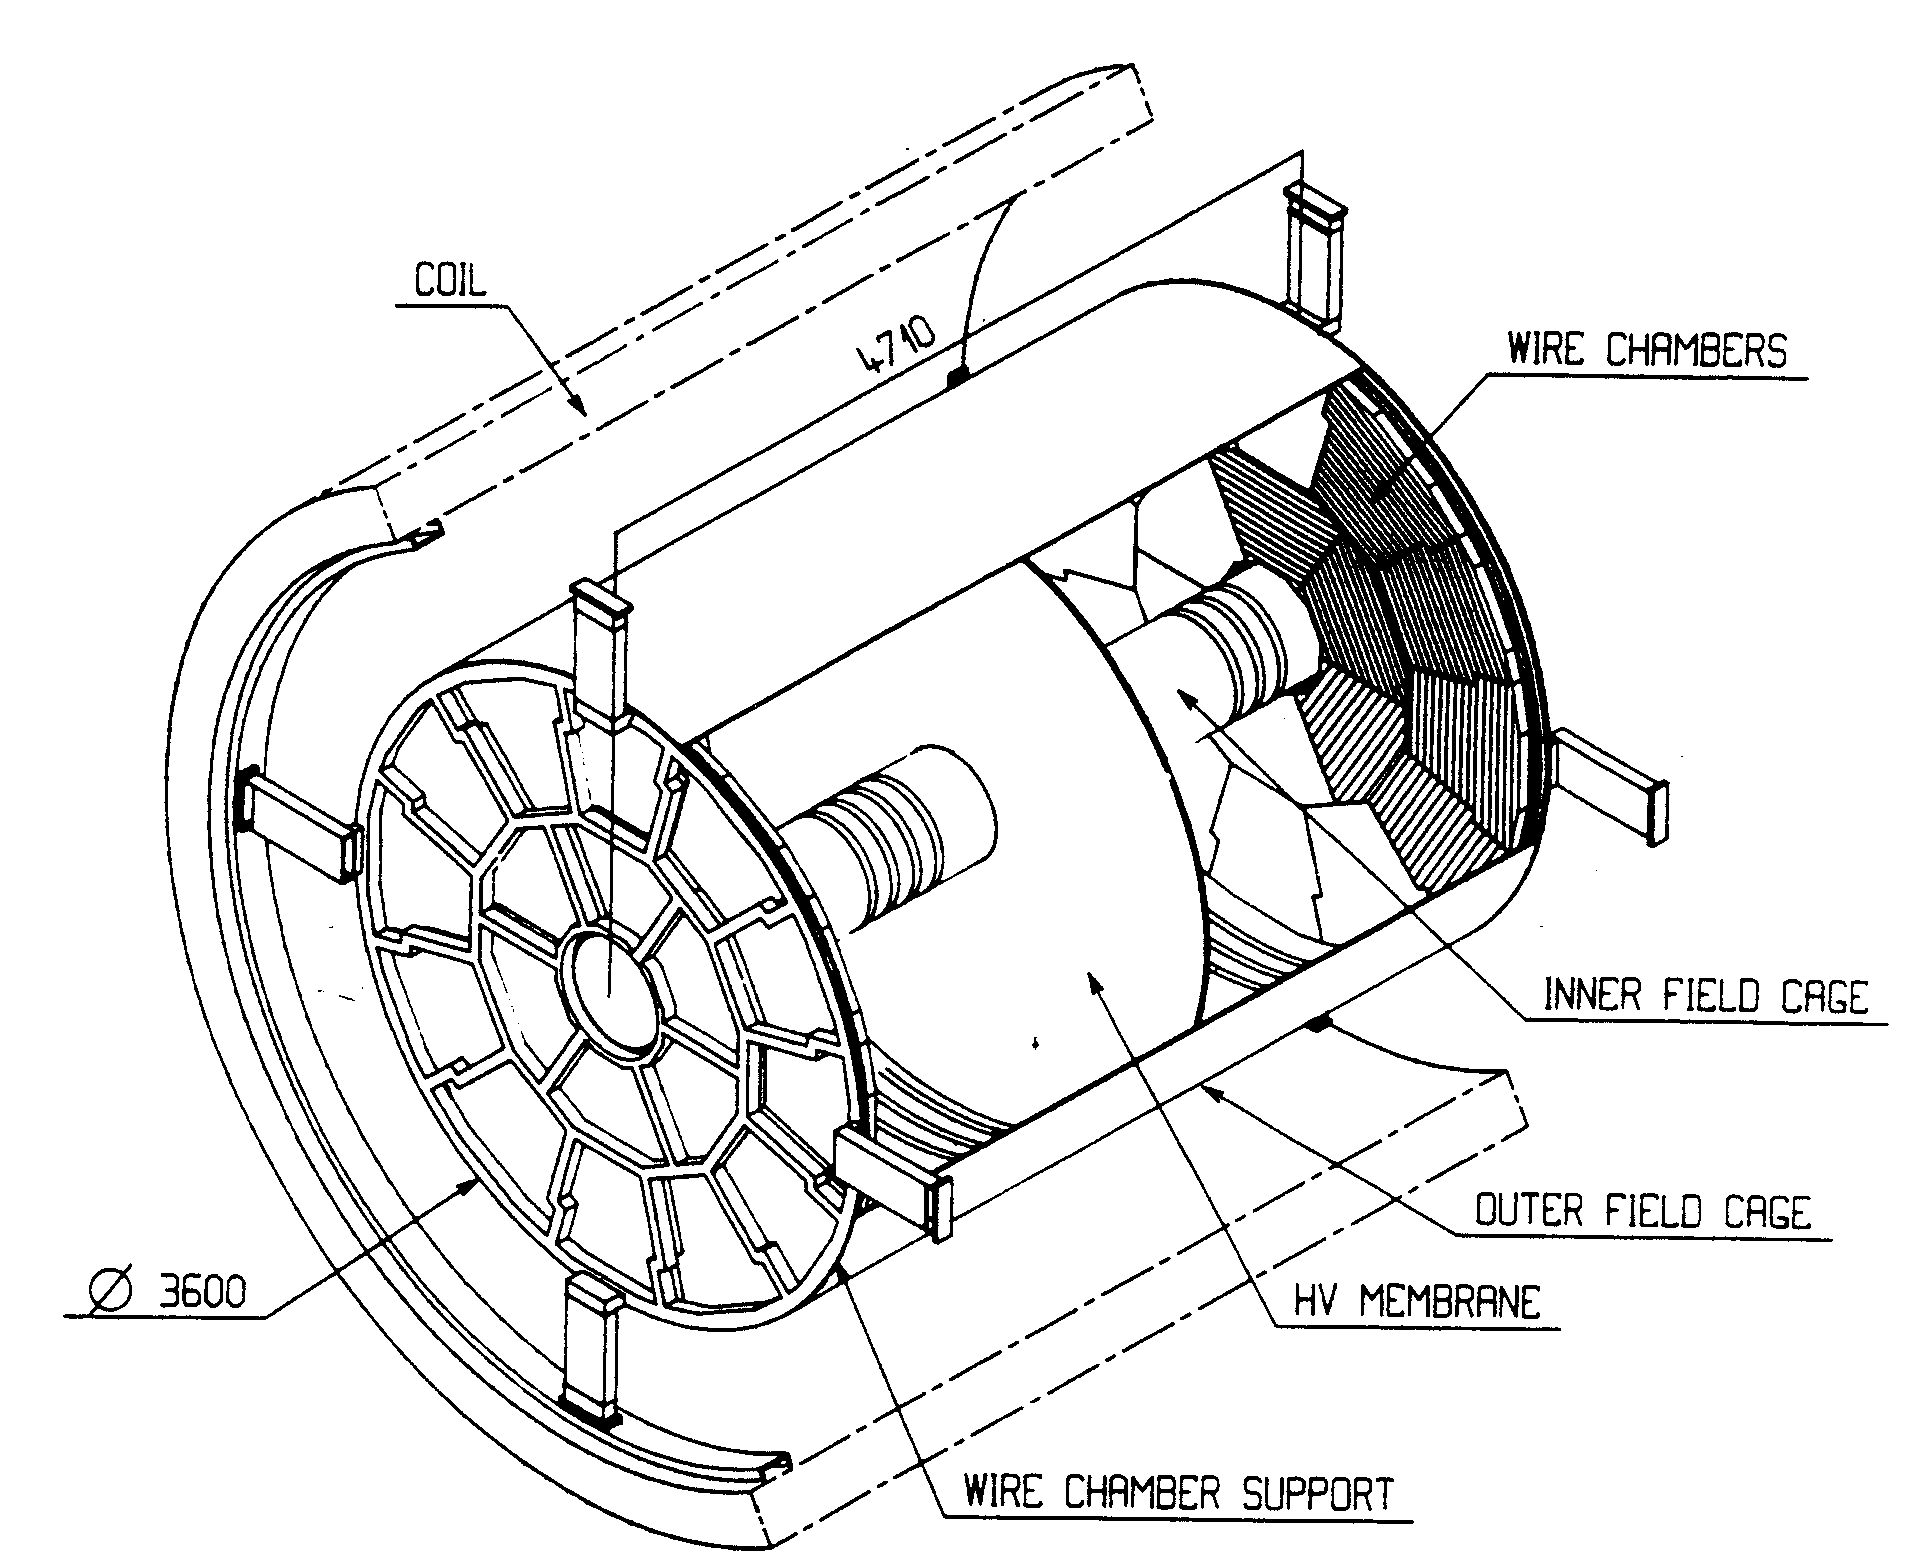 COIL
4710
WIRE CHAMBERS
INNER FIELD CAGE
OUTER FIELD CAGE
Ø 3600
HV MEMBRANE
WIRE CHAMBER SUPPORT